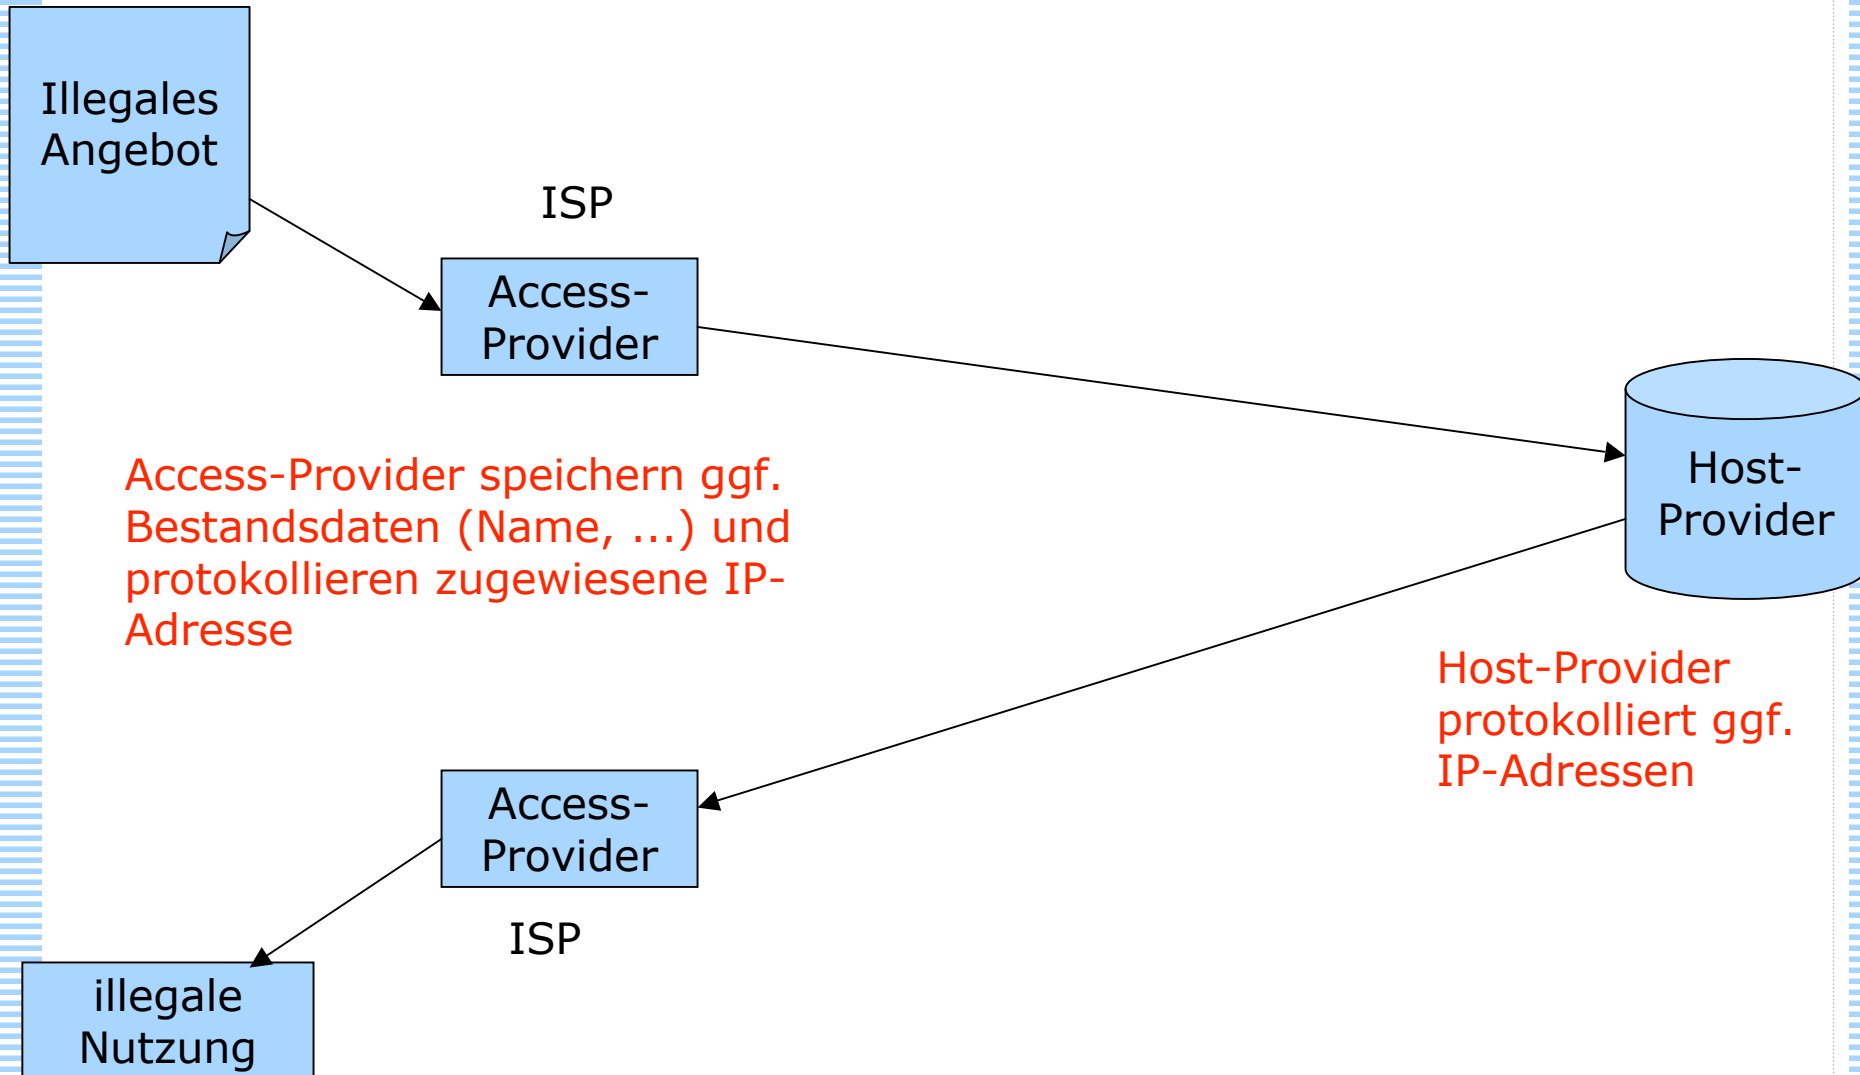 Illegales
Angebot
ISP
Access-
Provider
Access-Provider speichern ggf.
Bestandsdaten (Name, ...) und
protokollieren zugewiesene IP-
Adresse
Host-
Provider
Host-Provider
protokolliert ggf.
IP-Adressen
Access-
Provider
ISP
illegale
Nutzung